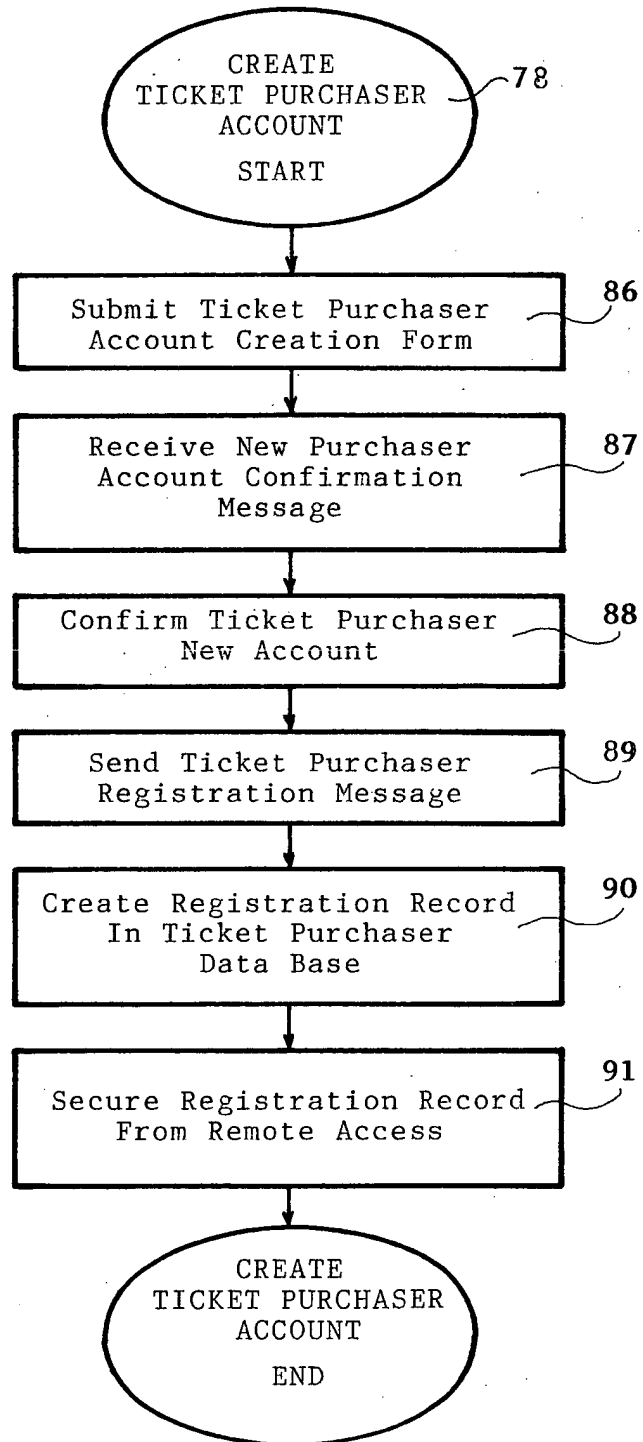 CREATE
TICKET PURCHASER
ACCOUNT
START
78
Submit Ticket Purchaser
Account Creation Form
86
Receive New Purchaser
Account Confirmation
Message
87
Confirm Ticket Purchaser
New Account
88
Send Ticket Purchaser
Registration Message
89
Create Registration Record
In Ticket Purchaser
Data Base
90
Secure Registration Record
From Remote Access
91
CREATE
TICKET PURCHASER
ACCOUNT
END